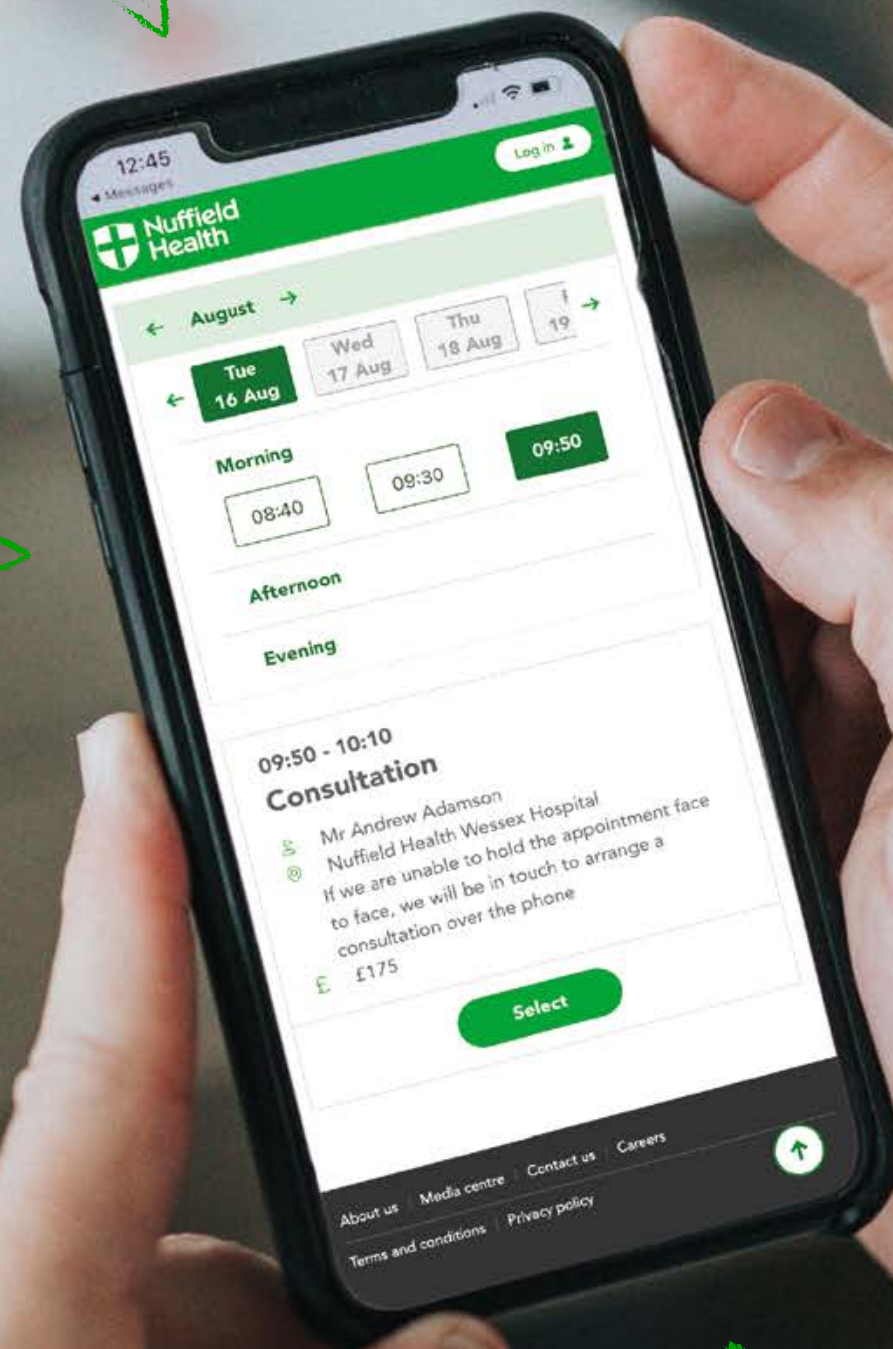 12:45
Messages
Log in
Nuffield
Health
August
Tue
16 Aug
Wed
17 Aug
Thu
18 Aug
19
Morning
08:40
09:30
09:50
Afternoon
Evening
09:50 - 10:10
Consultation
Mr Andrew Adamson
Nuffield Health Wessex Hospital
If we are unable to hold the appointment face
to face, we will be in touch to arrange a
consultation over the phone
£ £175
Select
About us Media centre Contact us Careers
Terms and conditions Privacy policy